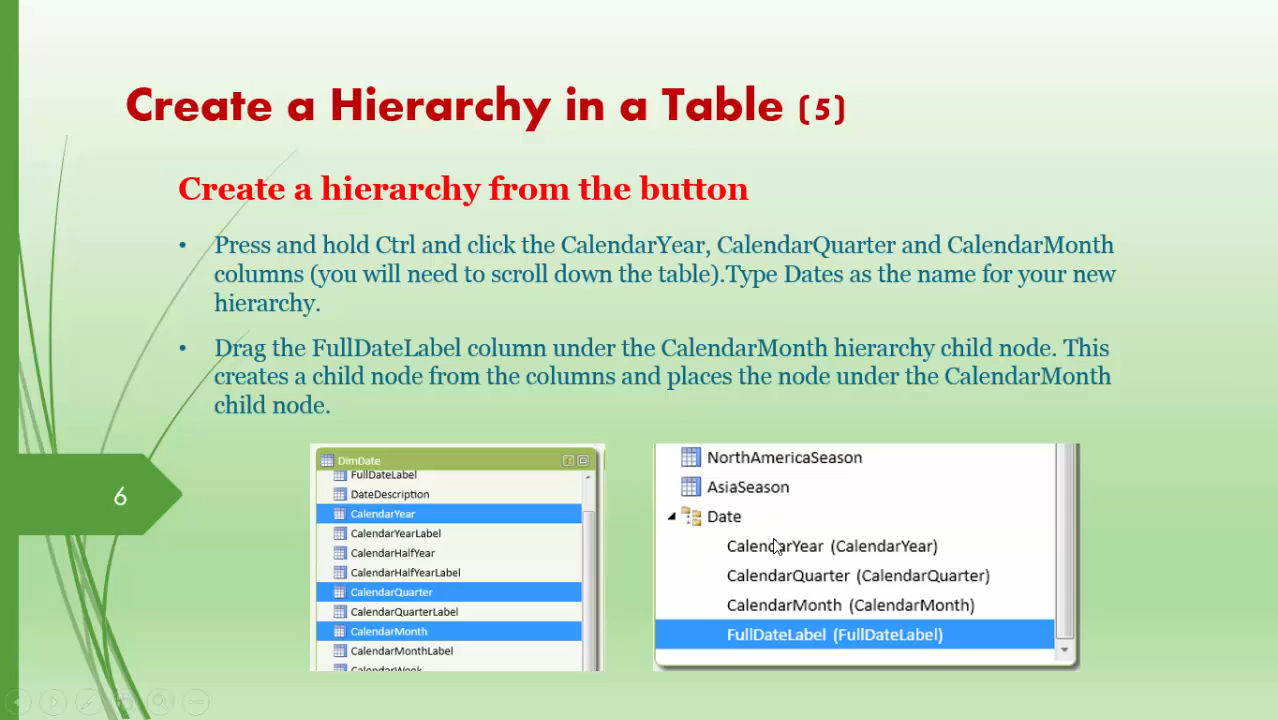 Create a Hierarchy in a Table (5)
Create a hierarchy from the button
• Press and hold Ctrl and click the CalendarYear, CalendarQuarter and CalendarMonth
columns (you will need to scroll down the table).Type Dates as the name for your new
hierarchy.
• Drag the FullDateLabel column under the CalendarMonth hierarchy child node. This
creates a child node from the columns and places the node under the CalendarMonth
child node.
6
DimDate
FullDateLabel
DateDescription
CalendarYear
CalendarYearLabel
CalendarHalfYear
CalendarHalfYearLabel
CalendarQuarter
CalendarQuarterLabel
CalendarMonth
CalendarMonthLabel
CalendarWeek
NorthAmericaSeason
AsiaSeason
Date
CalendarYear (CalendarYear)
CalendarQuarter (CalendarQuarter)
CalendarMonth (CalendarMonth)
FullDateLabel (FullDateLabel)